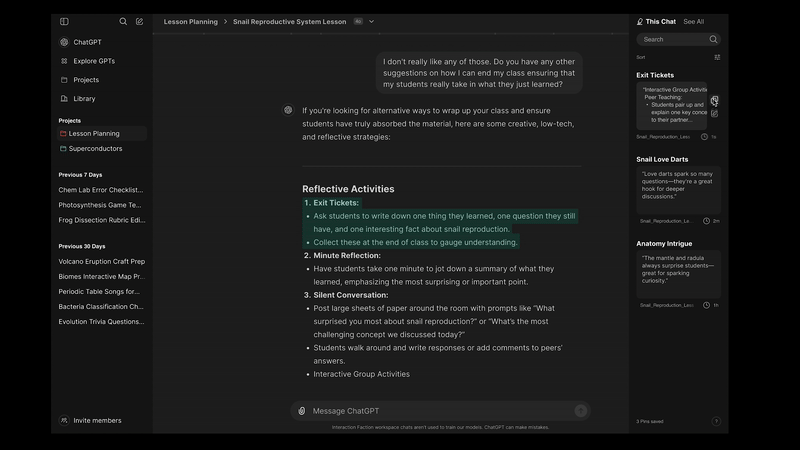 ChatGPT
Explore GPTs
Projects
Library
Projects
Lesson Planning
Superconductors
Previous 7 Days
Chem Lab Error Checklist...
Photosynthesis Game Te...
Frog Dissection Rubric Edi...
Previous 30 Days
Volcano Eruption Craft Prep
Biomes Interactive Map Pr...
Periodic Table Songs for...
Bacteria Classification Ch...
Evolution Trivia Questions...
Invite members
Lesson Planning > Snail Reproductive System Lesson
I don't really like any of those. Do you have any other
suggestions on how I can end my class ensuring that
my students really take in what they just learned?
If you're looking for alternative ways to wrap up your class and ensure
students have truly absorbed the material, here are some creative, low-tech,
and reflective strategies:
Reflective Activities
1. Exit Tickets:
• Ask students to write down one thing they learned, one question they still
have, and one interesting fact about snail reproduction.
• Collect these at the end of class to gauge understanding.
2. Minute Reflection:
• Have students take one minute to jot down a summary of what they
learned, emphasizing the most surprising or important point.
3. Silent Conversation:
• Post large sheets of paper around the room with prompts like "What
surprised you most about snail reproduction?" or "What's the most
challenging concept we discussed today?"
• Students walk around and write responses or add comments to peers'
answers.
• Interactive Group Activities
Message ChatGPT
Interaction Faction workspace chats aren't used to train our models. ChatGPT can make mistakes.
This Chat
See All
Search
Sort
Exit Tickets
"Interactive Group Activitie
Peer Teaching:
• Students pair up and
explain one key conce
to their partner...
Snail_Reproductive_Less
Snail Love Darts
"Love darts spark so many
questions—they're a great
hook for deeper
discussions."
Snail_Reproductive_Le...
2m
Anatomy Intrigue
"The mantle and radula
always surprise students—
great for sparking
curiosity."
Snail_Reproductive_Less
1h
3 Pins saved
?